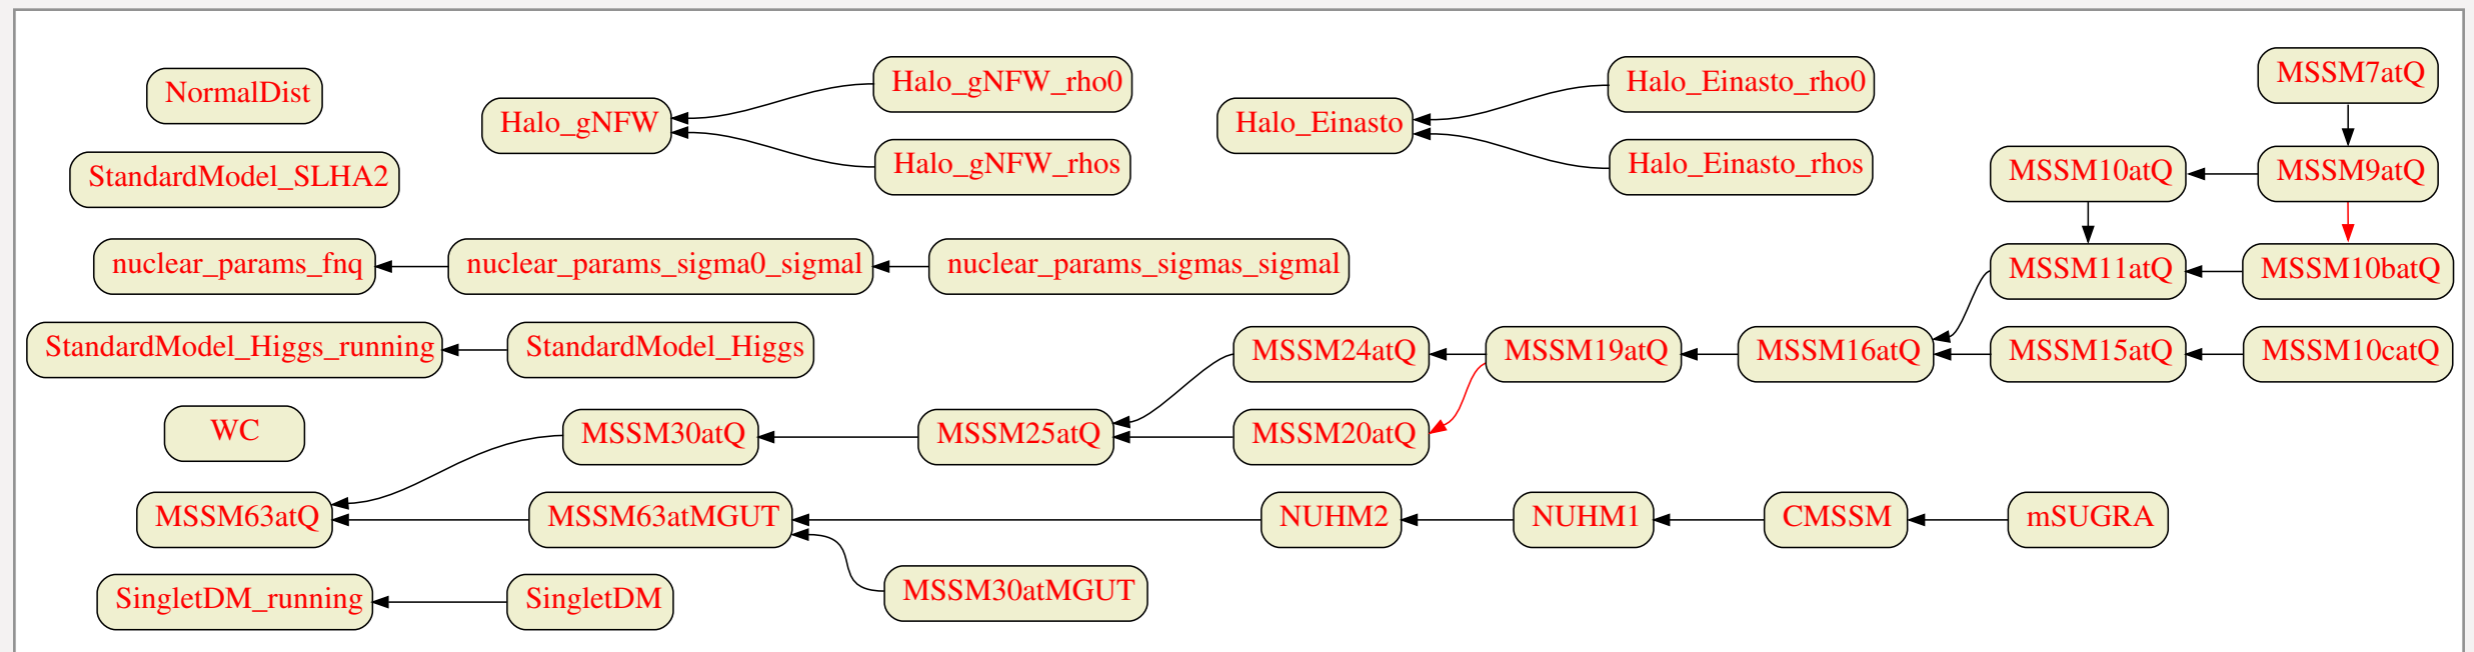 NormalDist
Halo_gNFW
Halo_gNFW_rho0
Halo_gNFW_rhos
Halo_Einasto
Halo_Einasto_rho0
Halo_Einasto_rhos
MSSM7atQ
MSSM10atQ
MSSM9atQ
StandardModel_SLHA2
nuclear_params_fnq
nuclear_params_sigma0_sigmal
nuclear_params_sigmas_sigmal
MSSM11atQ
MSSM10batQ
StandardModel_Higgs_running
StandardModel_Higgs
MSSM24atQ
MSSM19atQ
MSSM16atQ
MSSM15atQ
MSSM10catQ
WC
MSSM30atQ
MSSM25atQ
MSSM20atQ
MSSM63atQ
MSSM63atMGUT
NUHM2
NUHM1
CMSSM
mSUGRA
SingletDM_running
SingletDM
MSSM30atMGUT